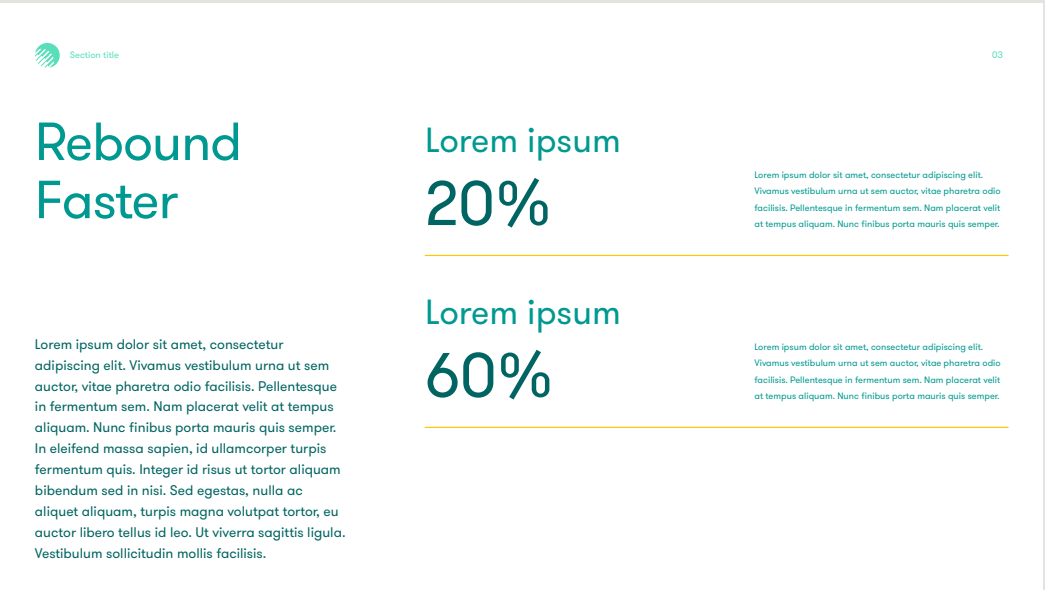 Section title
03
Rebound
Faster
Lorem ipsum dolor sit amet, consectetur
adipiscing elit. Vivamus vestibulum urna ut sem
auctor, vitae pharetra odio facilisis. Pellentesque
in fermentum sem. Nam placerat velit at tempus
aliquam. Nunc finibus porta mauris quis semper.
In eleifend massa sapien, id ullamcorper turpis
fermentum quis. Integer id risus ut tortor aliquam
bibendum sed in nisi. Sed egestas, nulla ac
aliquet aliquam, turpis magna volutpat tortor, eu
auctor libero tellus id leo. Ut viverra sagittis ligula.
Vestibulum sollicitudin mollis facilisis.
Lorem ipsum
20%
Lorem ipsum dolor sit amet, consectetur adipiscing elit.
Vivamus vestibulum urna ut sem auctor, vitae pharetra odio
facilisis. Pellentesque in fermentum sem. Nam placerat velit
at tempus aliquam. Nunc finibus porta mauris quis semper.
Lorem ipsum
60%
Lorem ipsum dolor sit amet, consectetur adipiscing elit.
Vivamus vestibulum urna ut sem auctor, vitae pharetra odio
facilisis. Pellentesque in fermentum sem. Nam placerat velit
at tempus aliquam. Nunc finibus porta mauris quis semper.